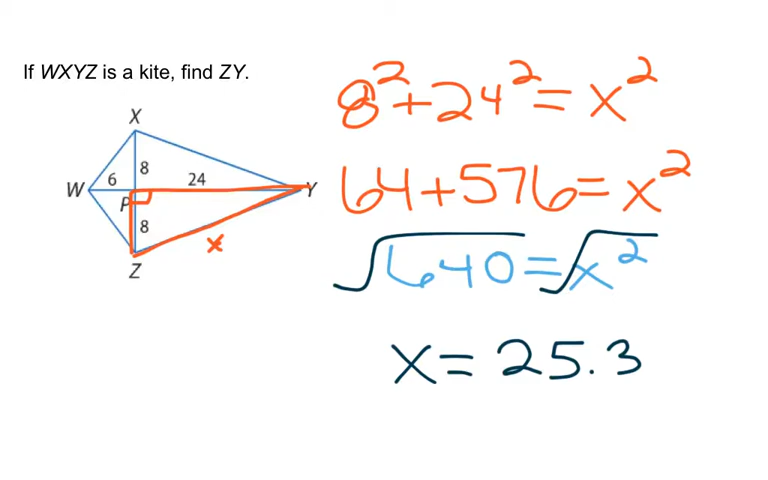 If WXYZ is a kite, find ZY.
X
W
6
8
24
Y
P
8
x
Z
8² + 24² = x²
64 + 576 = x²
√640 = √x²
x = 25.3